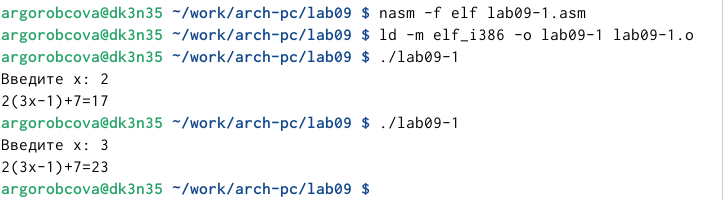 argorobcova@dk3n35 ~/work/arch-pc/lab09 $ nasm -f elf lab09-1.asm
argorobcova@dk3n35 ~/work/arch-pc/lab09 $ ld -m elf_i386 -o lab09-1 lab09-1.o
argorobcova@dk3n35 ~/work/arch-pc/lab09 $ ./lab09-1
Введите x: 2
2(3x-1)+7=17
argorobcova@dk3n35 ~/work/arch-pc/lab09 $ ./lab09-1
Введите x: 3
2(3x-1)+7=23
argorobcova@dk3n35 ~/work/arch-pc/lab09 $